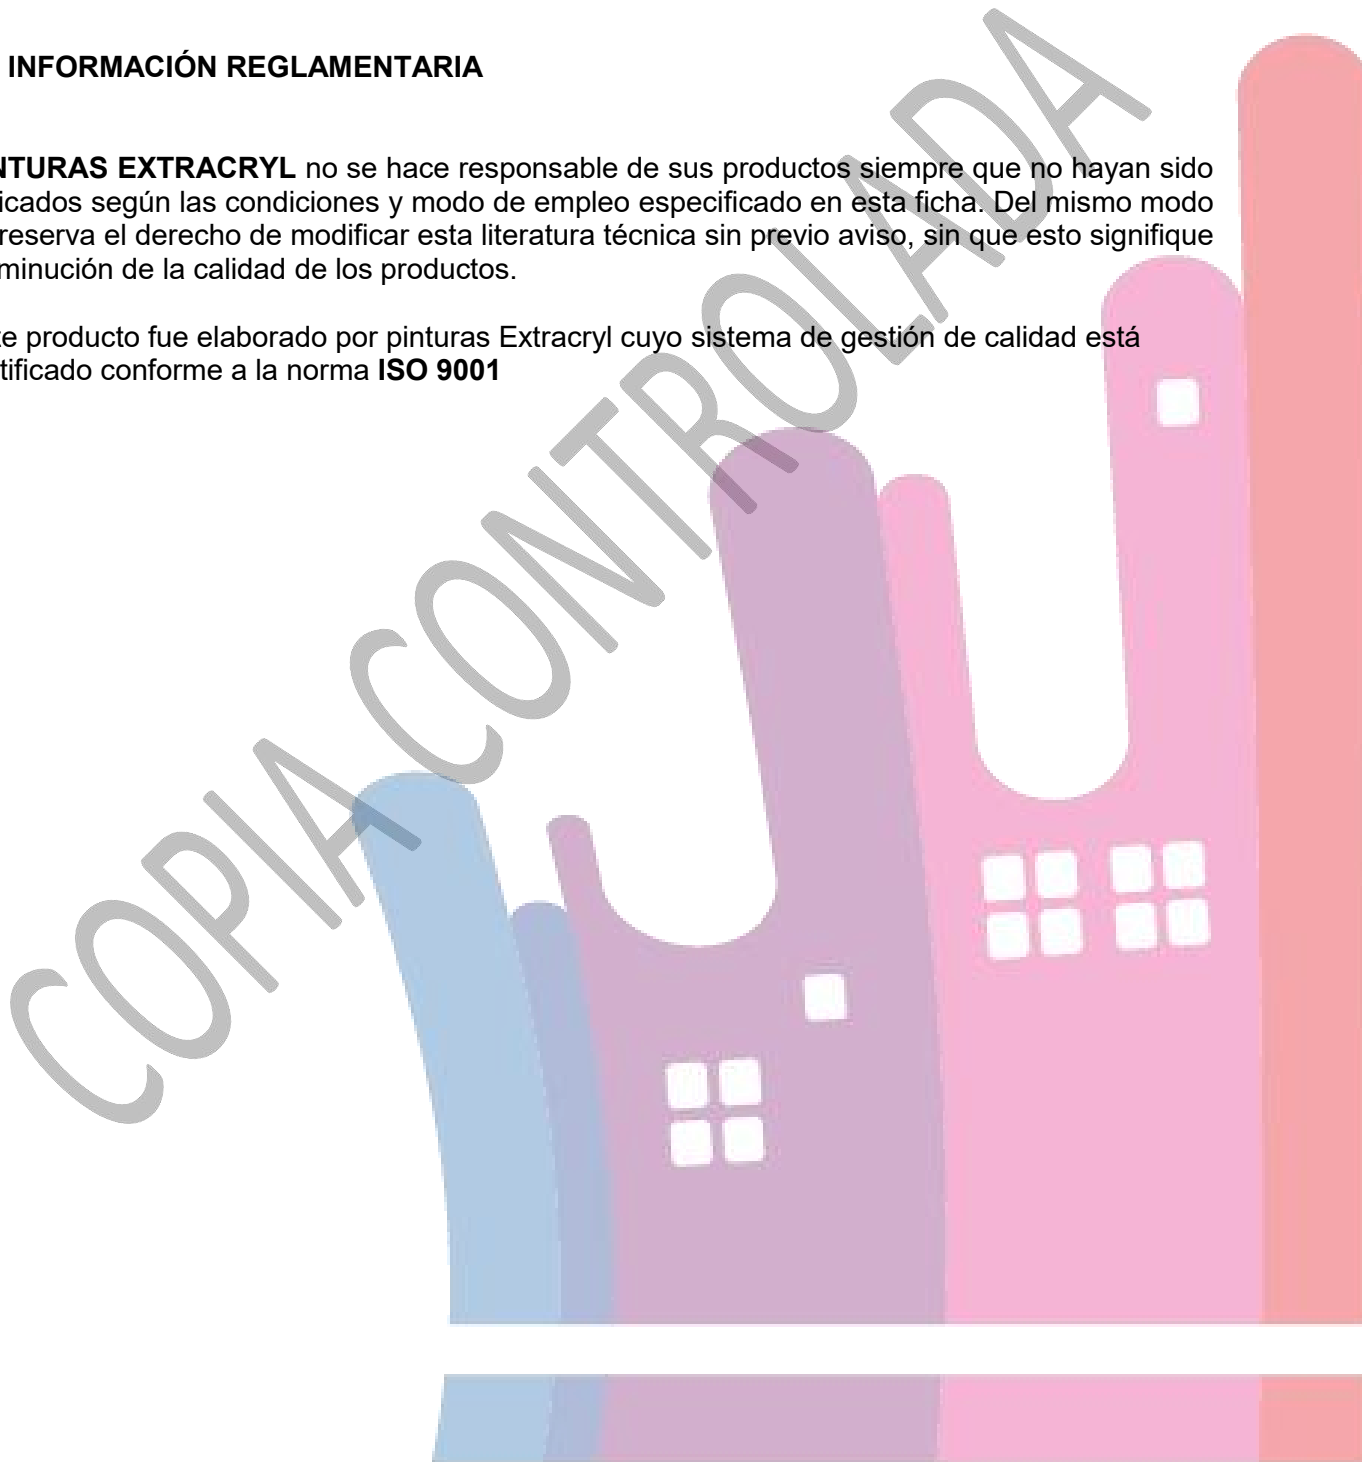 INFORMACIÓN REGLAMENTARIA
NTURAS EXTRACRYL no se hace responsable de sus productos siempre que no hayan sido
icados según las condiciones y modo de empleo especificado en esta ficha. Del mismo modo
reserva el derecho de modificar esta literatura técnica sin previo aviso, sin que esto signifique
minución de la calidad de los productos.
te producto fue elaborado por pinturas Extracryl cuyo sistema de gestión de calidad está
tificado conforme a la norma ISO 9001
COPIA CONTROLADA